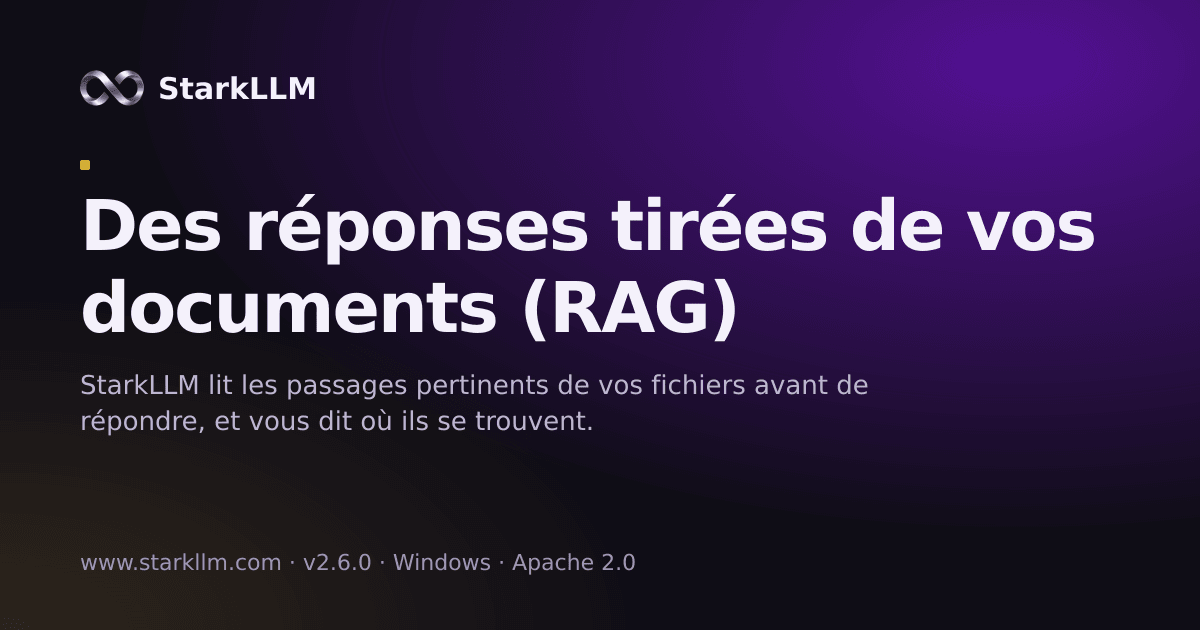 StarkLLM
Des réponses tirées de vos
documents (RAG)
StarkLLM lit les passages pertinents de vos fichiers avant de
répondre, et vous dit où ils se trouvent.
www.starkllm.com · v2.6.0 · Windows · Apache 2.0